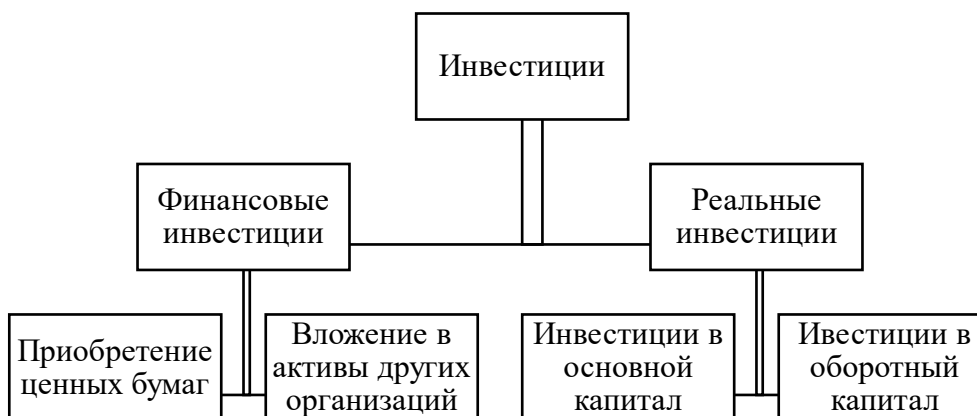 Инвестиции
Финансовые
инвестиции
Реальные
инвестиции
Приобретение
ценных бумаг
Вложение в
активы других
организаций
Инвестиции в
основной
капитал
Ивестиции в
оборотный
капитал